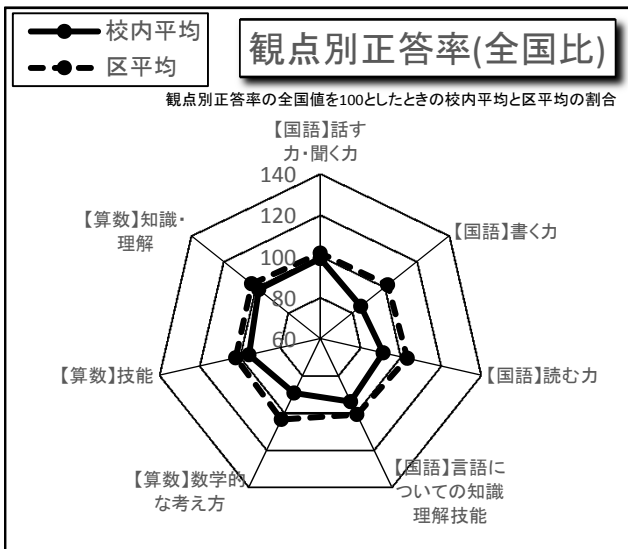 校内平均
区平均
観点別正答率(全国比)
観点別正答率の全国値を100としたときの校内平均と区平均の割合
【国語】話す
力・聞く力
140
120
100
80
60
【国語】書く力
【国語】読む力
【国語】言語に
ついての知識
理解技能
【算数】数学的
な考え方
【算数】技能
【算数】知識・
理解